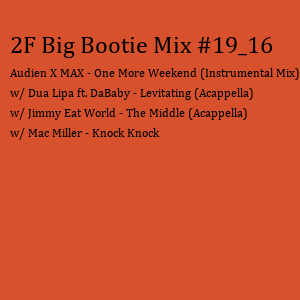 2F Big Bootie Mix #19_16
Audien X MAX - One More Weekend (Instrumental Mix)
w/ Dua Lipa ft. DaBaby - Levitating (Acappella)
w/ Jimmy Eat World - The Middle (Acappella)
w/ Mac Miller - Knock Knock